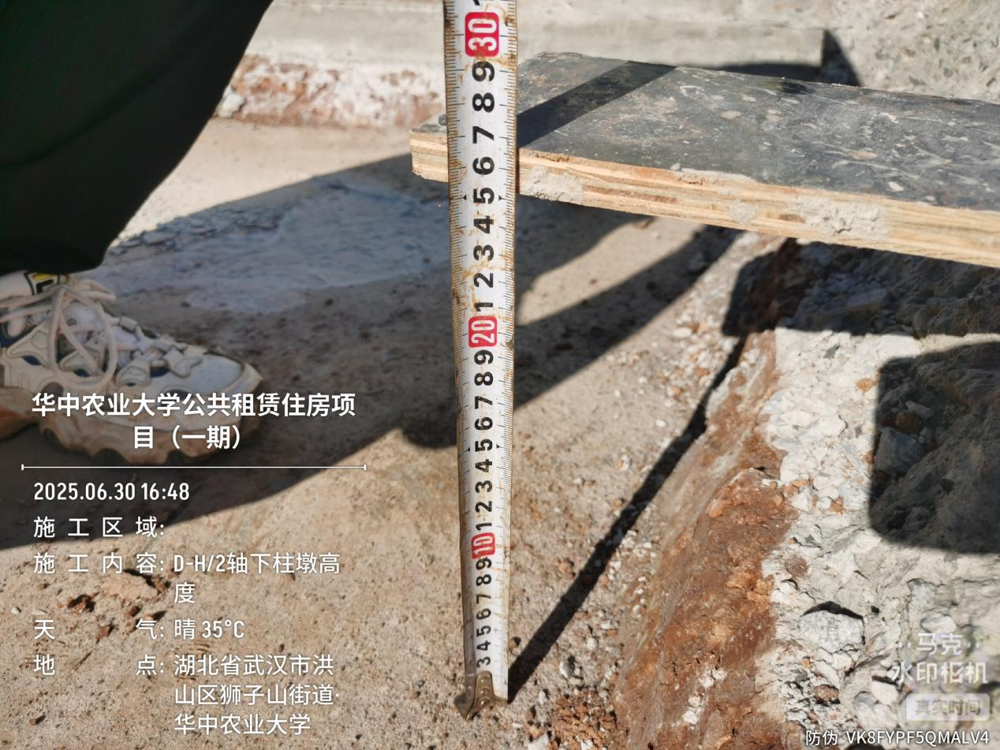 30
9
8
7
6
5
4
3
2
1
20
9
8
7
6
5
4
3
2
1
10
9
8
7
6
5
4
3
华中农业大学公共租赁住房项
目（一期）
2025.06.30 16:48
施工区域:
施工内容: D-H/2轴下柱墩高
度
天气: 晴 35°C
地点: 湖北省武汉市洪
山区狮子山街道·
华中农业大学
马克
水印相机
真实时间
防伪 VK8FYPF5QMALV4